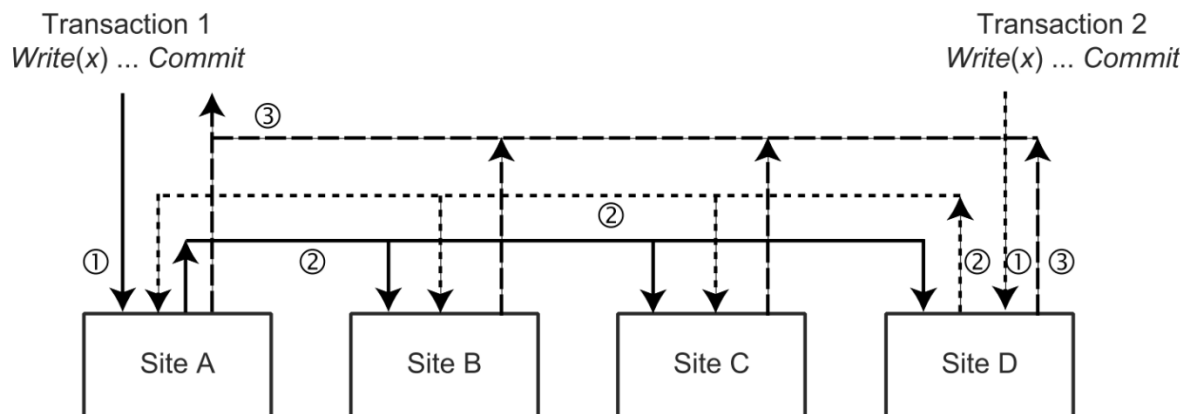 Transaction 1
Write(x) ... Commit
Transaction 2
Write(x) ... Commit
③
②
① ② ② ① ③
Site A
Site B
Site C
Site D